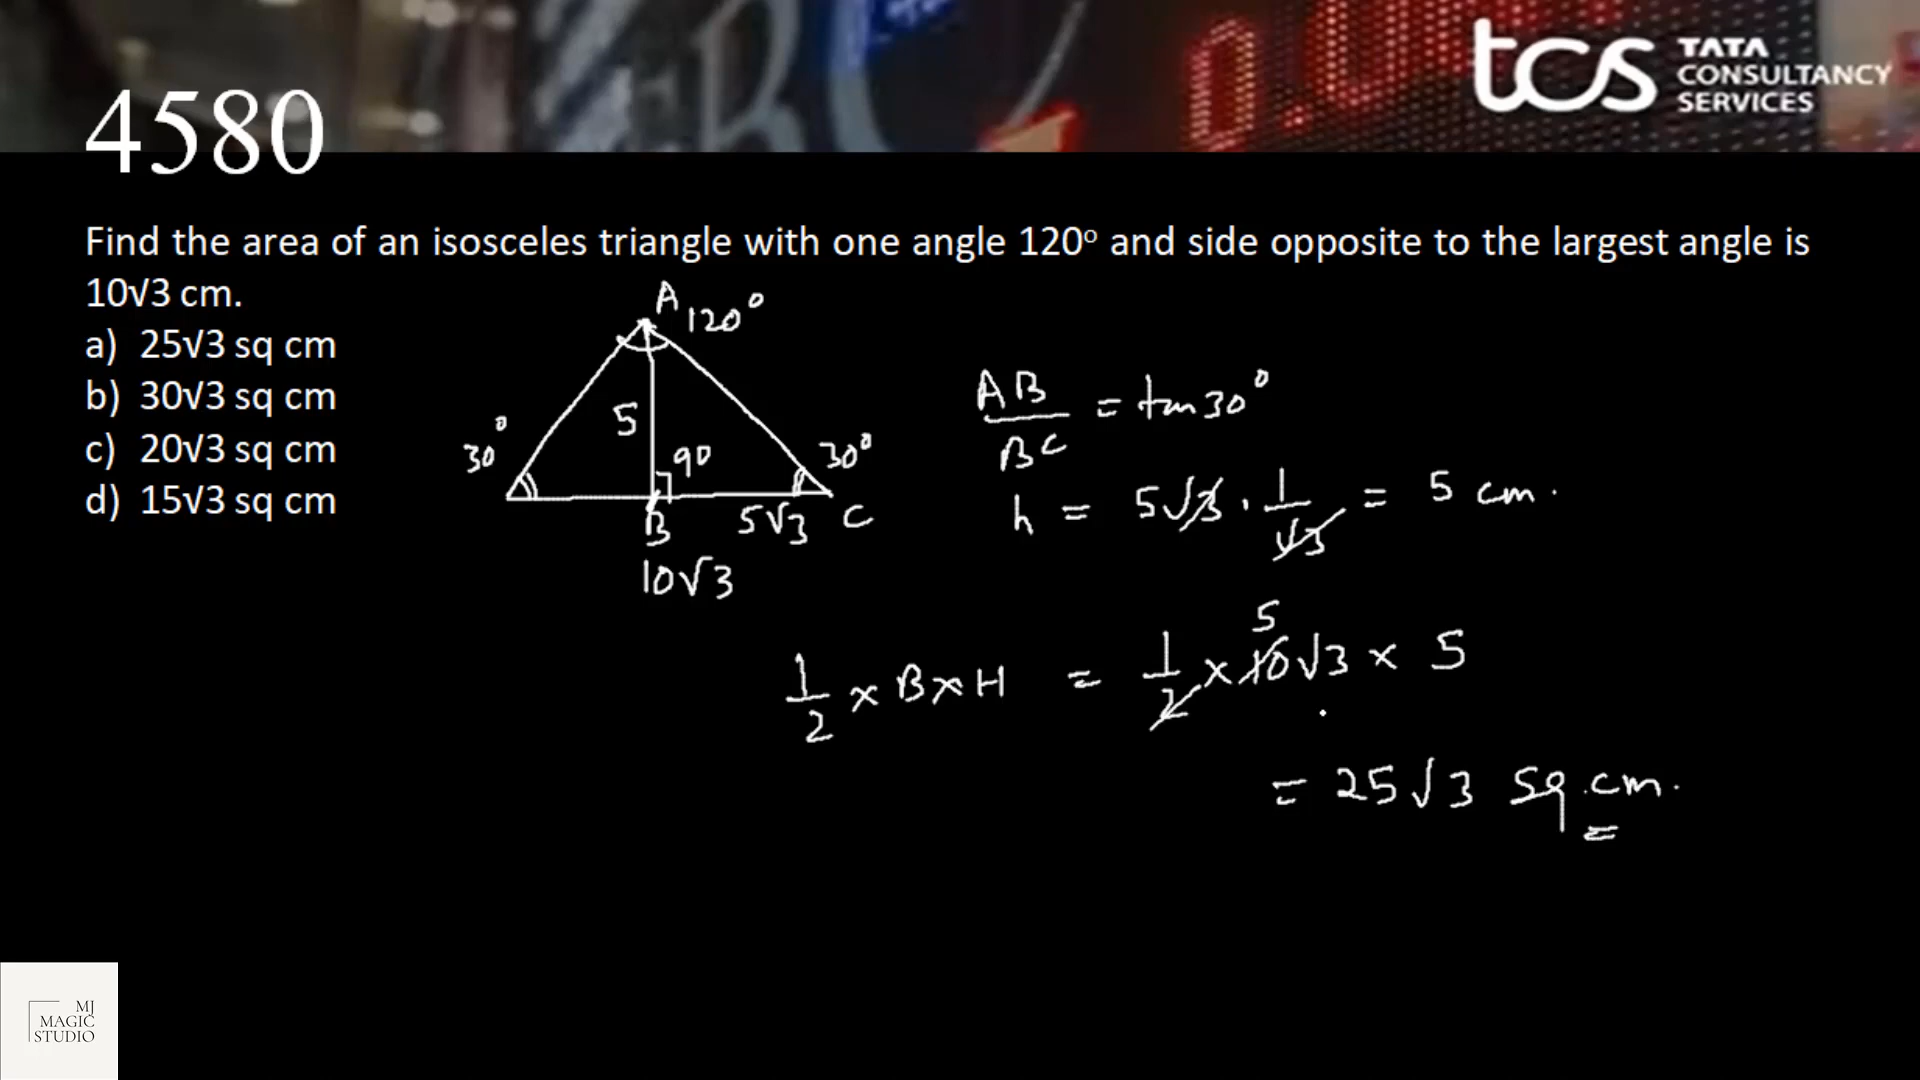 tcs TATA
CONSULTANCY
SERVICES
4580
Find the area of an isosceles triangle with one angle 120° and side opposite to the largest angle is
10√3 cm.
a) 25√3 sq cm
b) 30√3 sq cm
c) 20√3 sq cm
d) 15√3 sq cm
A 120°
30° 5 90 30°
B 5√3 C
10√3
AB/BC = tan 30°
h = 5√3 . 1/√3 = 5 cm.
5
1/2 × B × H = 1/2 × 10√3 × 5
= 25√3 sq.cm.
MJ
MAGIC
STUDIO